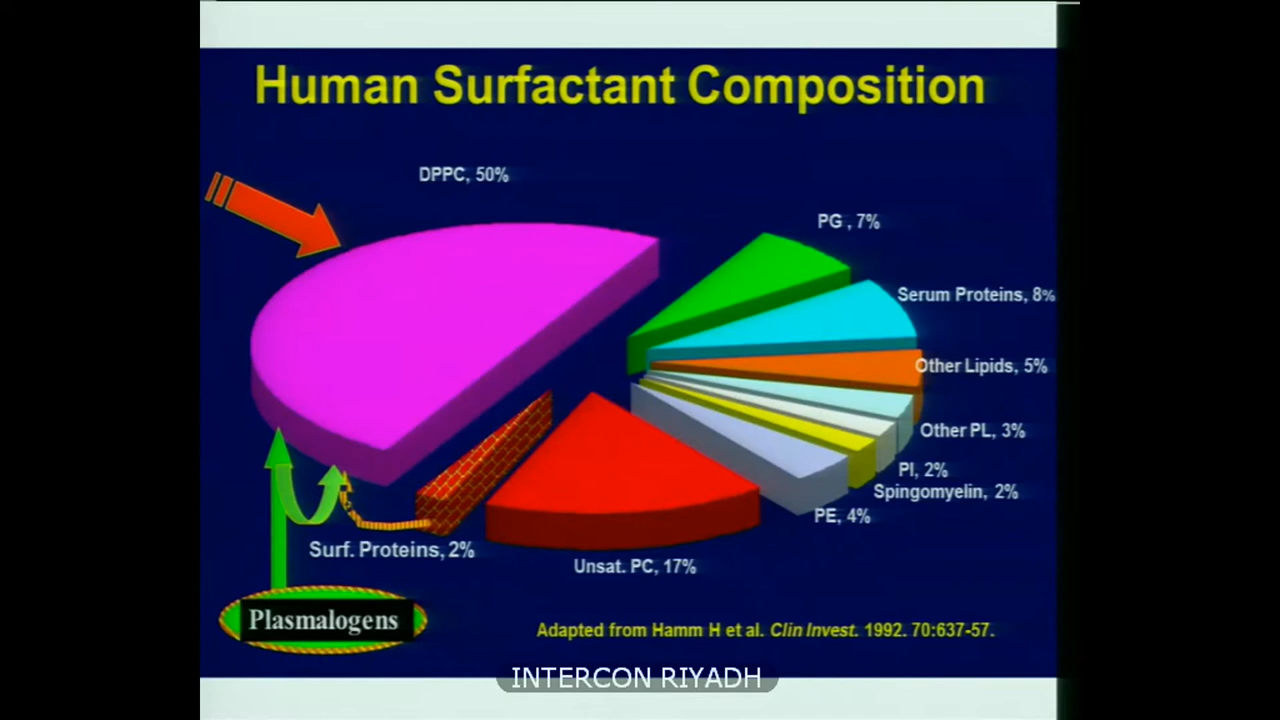 Human Surfactant Composition
DPPC, 50%
PG , 7%
Serum Proteins, 8%
Other Lipids, 5%
Other PL, 3%
PI, 2%
Spingomyelin, 2%
PE, 4%
Surf. Proteins, 2%
Unsat. PC, 17%
Plasmalogens
Adapted from Hamm H et al. Clin Invest. 1992. 70:637-57.
INTERCON RIYADH